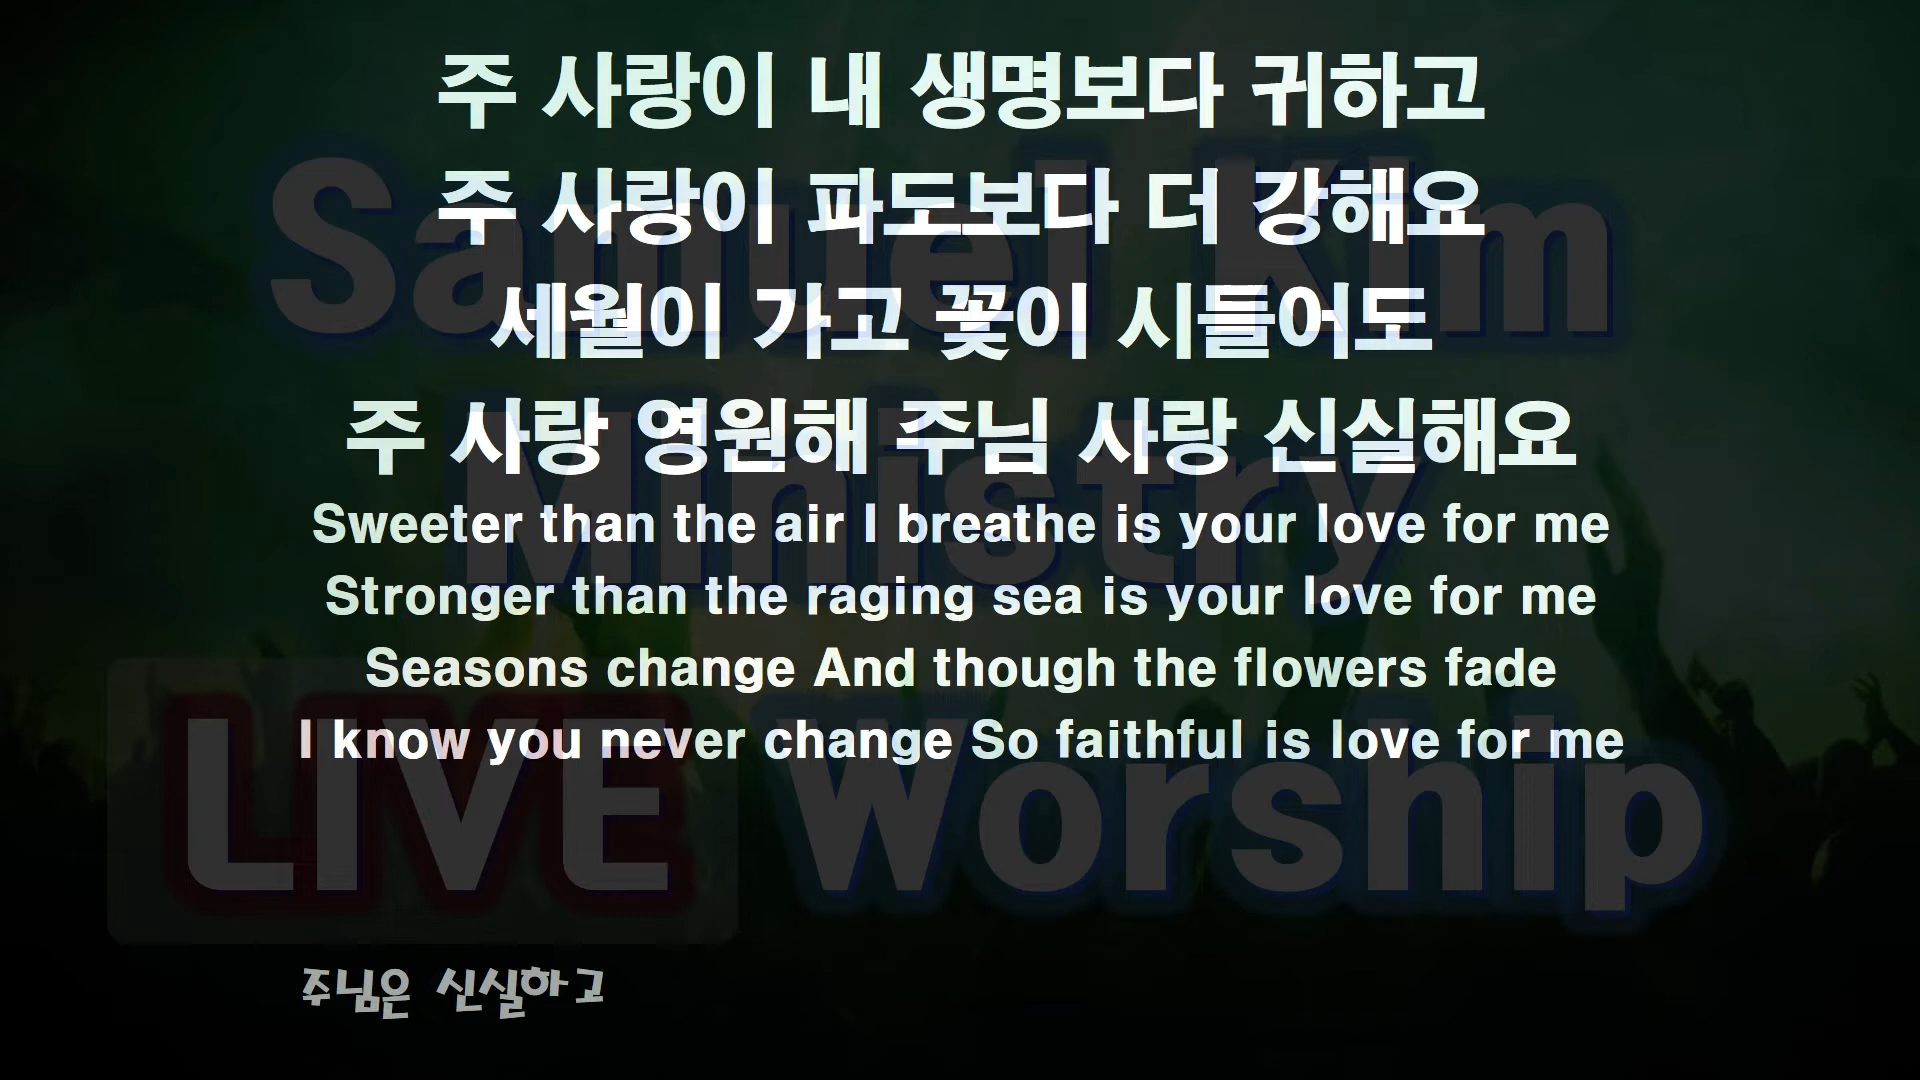 주 사랑이 내 생명보다 귀하고
주 사랑이 파도보다 더 강해요
세월이 가고 꽃이 시들어도
주 사랑 영원해 주님 사랑 신실해요
Sweeter than the air I breathe is your love for me
Stronger than the raging sea is your love for me
Seasons change And though the flowers fade
I know you never change So faithful is love for me
Samuel Kim
Ministry
LIVE Worship
주님은 신실하고